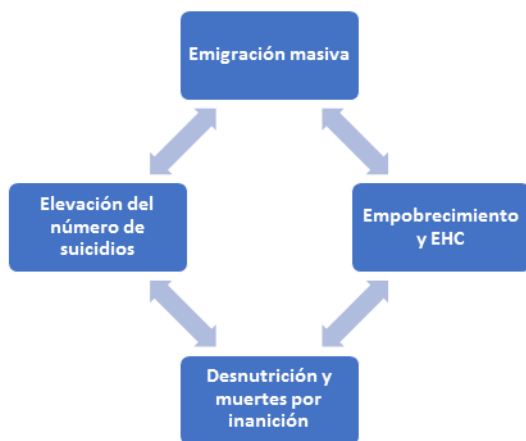 Emigración masiva
Elevación del
número de
suicidios
Empobrecimiento
y EHC
Desnutrición y
muertes por
inanición